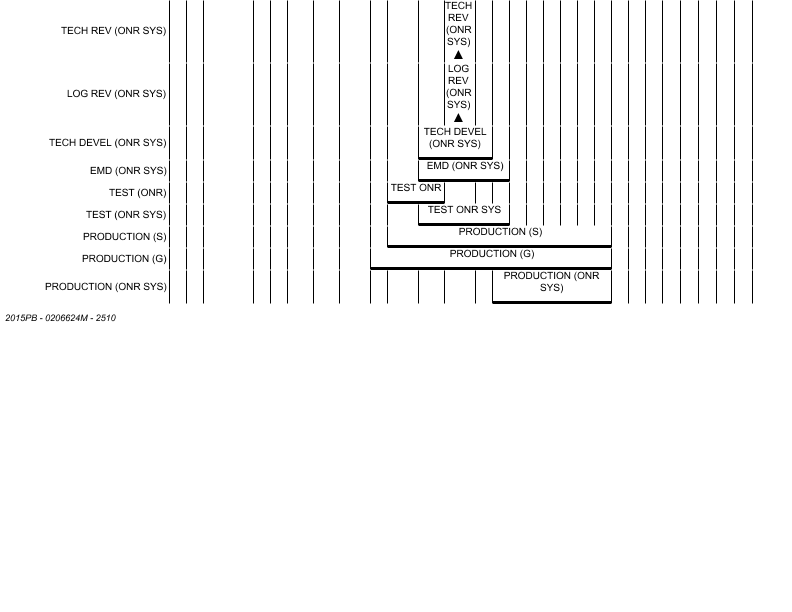 TECH
REV
(ONR
SYS)
TECH REV (ONR SYS)
▲
LOG
REV
(ONR
SYS)
LOG REV (ONR SYS)
▲
TECH DEVEL
(ONR SYS)
TECH DEVEL (ONR SYS)
EMD (ONR SYS)
EMD (ONR SYS)
TEST (ONR)
TEST ONR
TEST (ONR SYS)
TEST ONR SYS
PRODUCTION (S)
PRODUCTION (S)
PRODUCTION (G)
PRODUCTION (G)
PRODUCTION (ONR SYS)
PRODUCTION (ONR
SYS)
2015PB - 0206624M - 2510